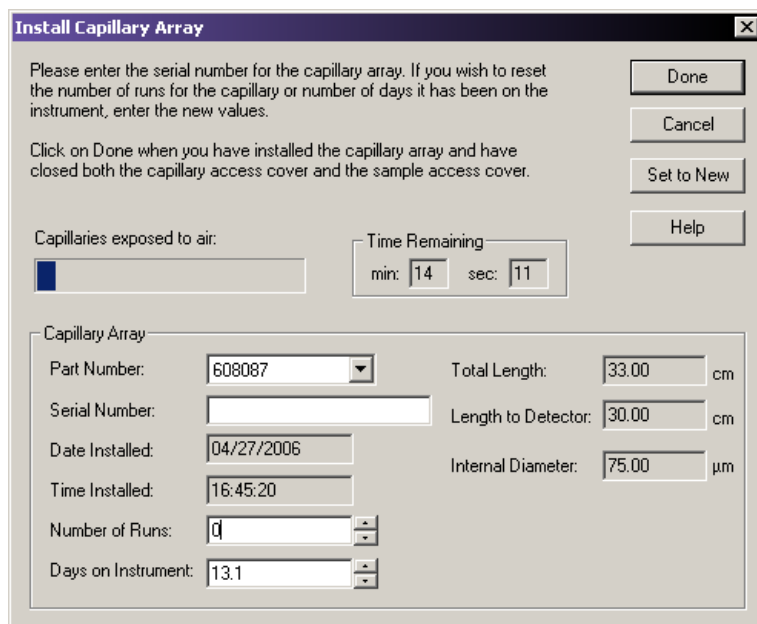 Install Capillary Array
Please enter the serial number for the capillary array. If you wish to reset
the number of runs for the capillary or number of days it has been on the
instrument, enter the new values.
Click on Done when you have installed the capillary array and have
closed both the capillary access cover and the sample access cover.
Done
Cancel
Set to New
Help
Capillaries exposed to air:
Time Remaining
min: 14 sec: 11
Capillary Array
Part Number: 608087
Serial Number:
Date Installed: 04/27/2006
Time Installed: 16:45:20
Number of Runs: 0
Days on Instrument: 13.1
Total Length: 33.00 cm
Length to Detector: 30.00 cm
Internal Diameter: 75.00 µm